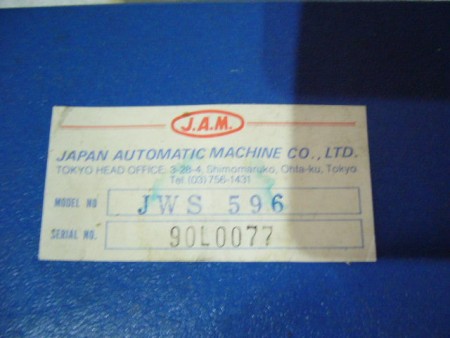 J.A.M.
JAPAN AUTOMATIC MACHINE CO., LTD.
TOKYO HEAD OFFICE. 3-28-4, Shimomaruko, Ohta-ku, Tokyo
Tel. (03) 756-1431
MODEL NO JWS 596
SERIAL NO. 90L0077